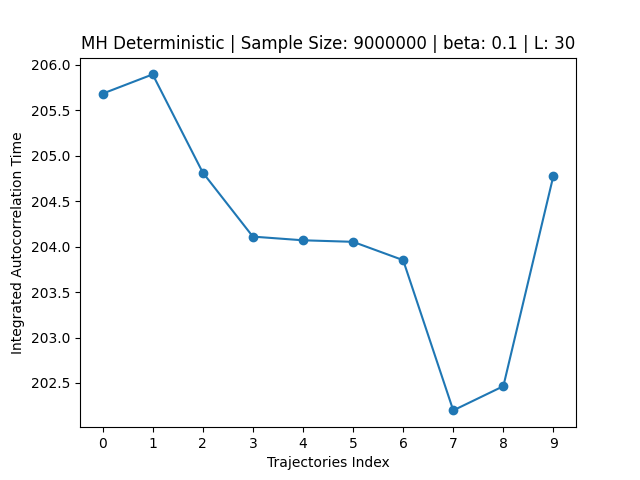 MH Deterministic | Sample Size: 9000000 | beta: 0.1 | L: 30
Integrated Autocorrelation Time
206.0
205.5
205.0
204.5
204.0
203.5
203.0
202.5
0 1 2 3 4 5 6 7 8 9
Trajectories Index